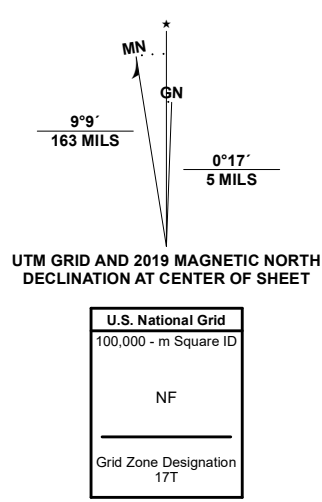 MN
GN
9°9´
163 MILS
0°17´
5 MILS
UTM GRID AND 2019 MAGNETIC NORTH
DECLINATION AT CENTER OF SHEET
U.S. National Grid
100,000 - m Square ID
NF
Grid Zone Designation
17T